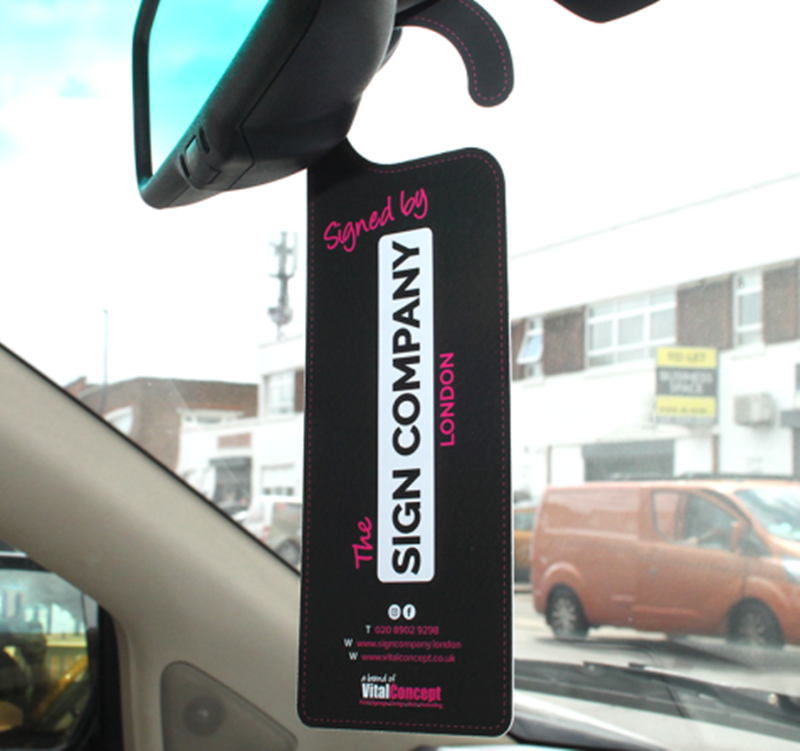 Signed by
The
SIGN COMPANY
LONDON
T 020 8902 9298
W www.signcompany.london
W www.vitalconcept.co.uk
a brand of
VitalConcept
TO LET
BUSINESS
SPACE